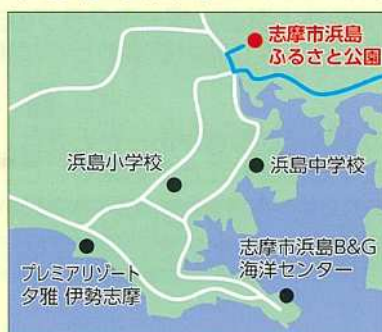 志摩市浜島
ふるさと公園
浜島小学校
浜島中学校
志摩市浜島B&G
海洋センター
プレミアリゾート
夕雅 伊勢志摩